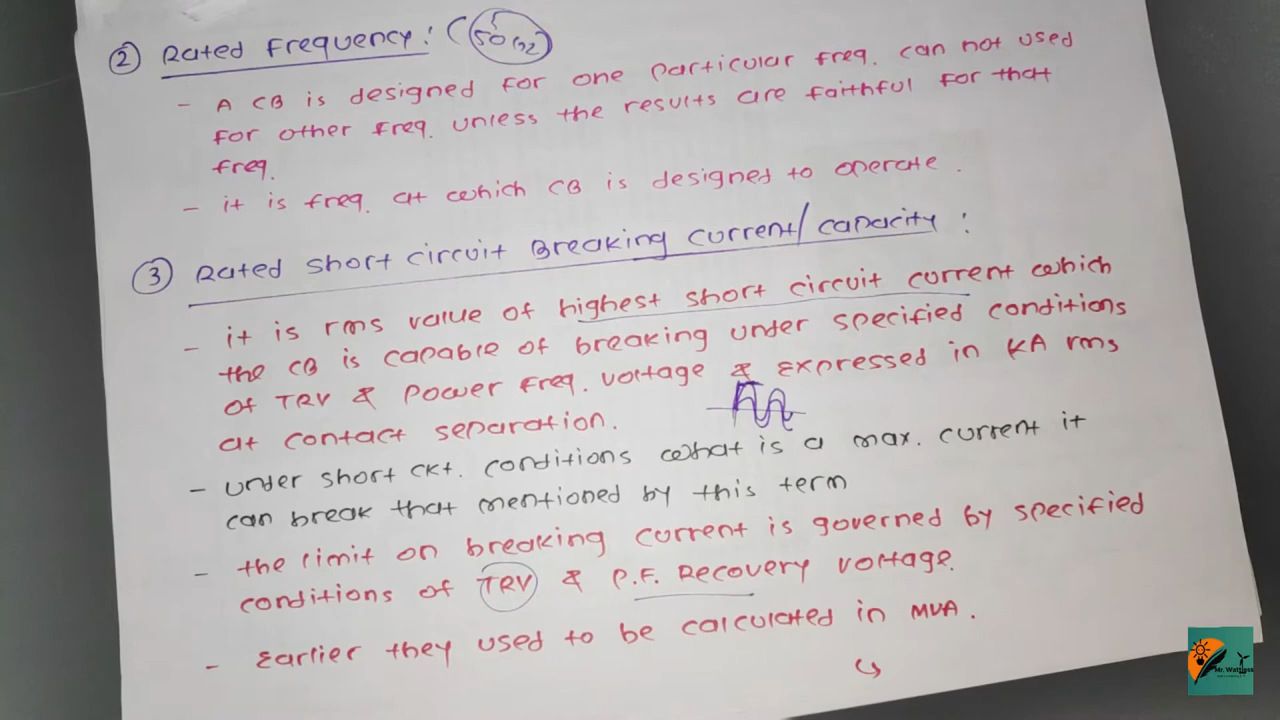 ② Rated Frequency: (50Hz)
- A CB is designed for one particular freq. can not used
for other freq. unless the results are faithful for that
freq.
- it is freq. at which CB is designed to operate.
③ Rated short circuit Breaking current/capacity:
- it is rms value of highest short circuit current which
the CB is capable of breaking under specified conditions
of TRV & Power Freq. voltage & expressed in KA rms
at contact separation.
- under short ckt. conditions what is a max. current it
can break that mentioned by this term
- the limit on breaking current is governed by specified
conditions of TRV & P.F. Recovery voltage.
- Earlier they used to be calculated in MVA.
Mr. Wattless